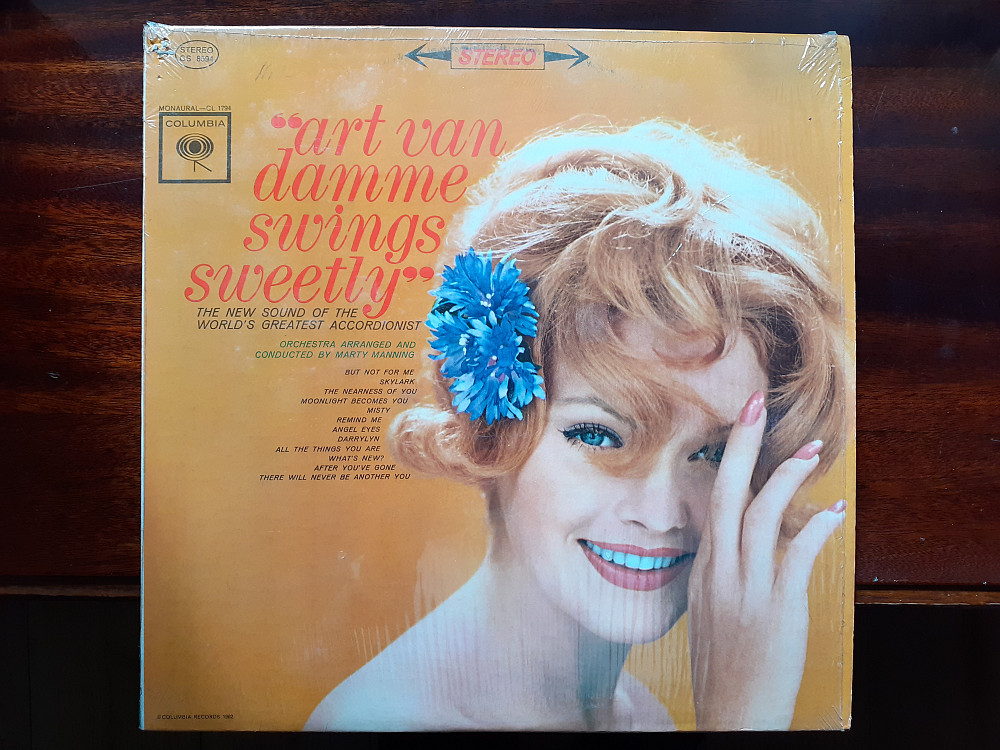 STEREO
CS 8594
STEREO
MONAURAL—CL 1794
COLUMBIA
“art van
damme
swings
sweetly”
THE NEW SOUND OF THE
WORLD'S GREATEST ACCORDIONIST
ORCHESTRA ARRANGED AND
CONDUCTED BY MARTY MANNING
BUT NOT FOR ME
SKYLARK
THE NEARNESS OF YOU
MOONLIGHT BECOMES YOU
MISTY
REMIND ME
ANGEL EYES
DARRYLYN
ALL THE THINGS YOU ARE
WHAT'S NEW?
AFTER YOU'VE GONE
THERE WILL NEVER BE ANOTHER YOU
COLUMBIA RECORDS 1962